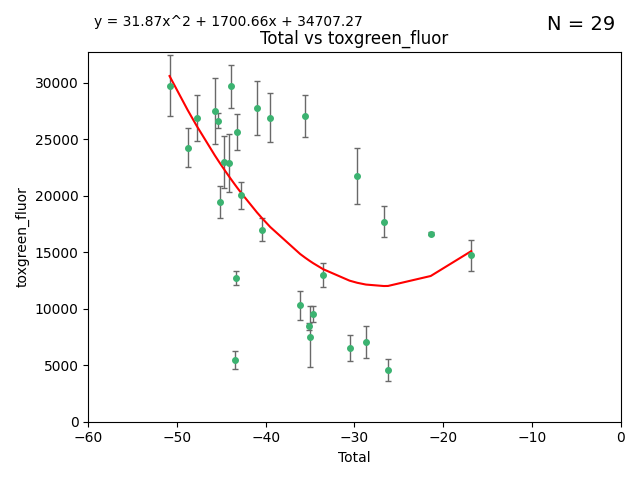 y = 31.87x^2 + 1700.66x + 34707.27
N = 29
Total vs toxgreen_fluor
toxgreen_fluor
30000
25000
20000
15000
10000
5000
0
−60 −50 −40 −30 −20 −10 0
Total